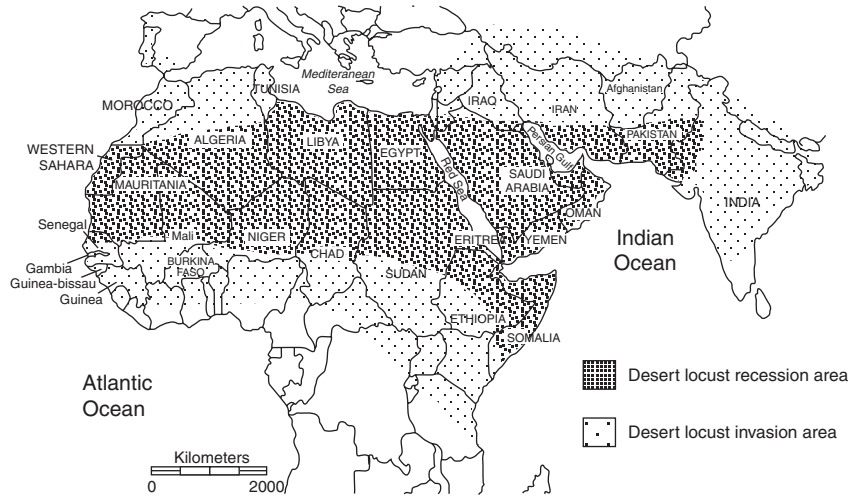 Mediteranean
Sea
TUNISIA
MOROCCO
IRAQ
IRAN
Afghanistan
ALGERIA
LIBYA
EGYPT
PAKISTAN
Persian Gulf
WESTERN
SAHARA
Red Sea
SAUDI
ARABIA
MAURITANIA
OMAN
INDIA
Senegal
Mali
NIGER
CHAD
ERITREA
YEMEN
Indian
Ocean
Gambia
Guinea-bissau
Guinea
BURKINA
FASO
SUDAN
ETHIOPIA
SOMALIA
Atlantic
Ocean
Desert locust recession area
Desert locust invasion area
Kilometers
0 2000